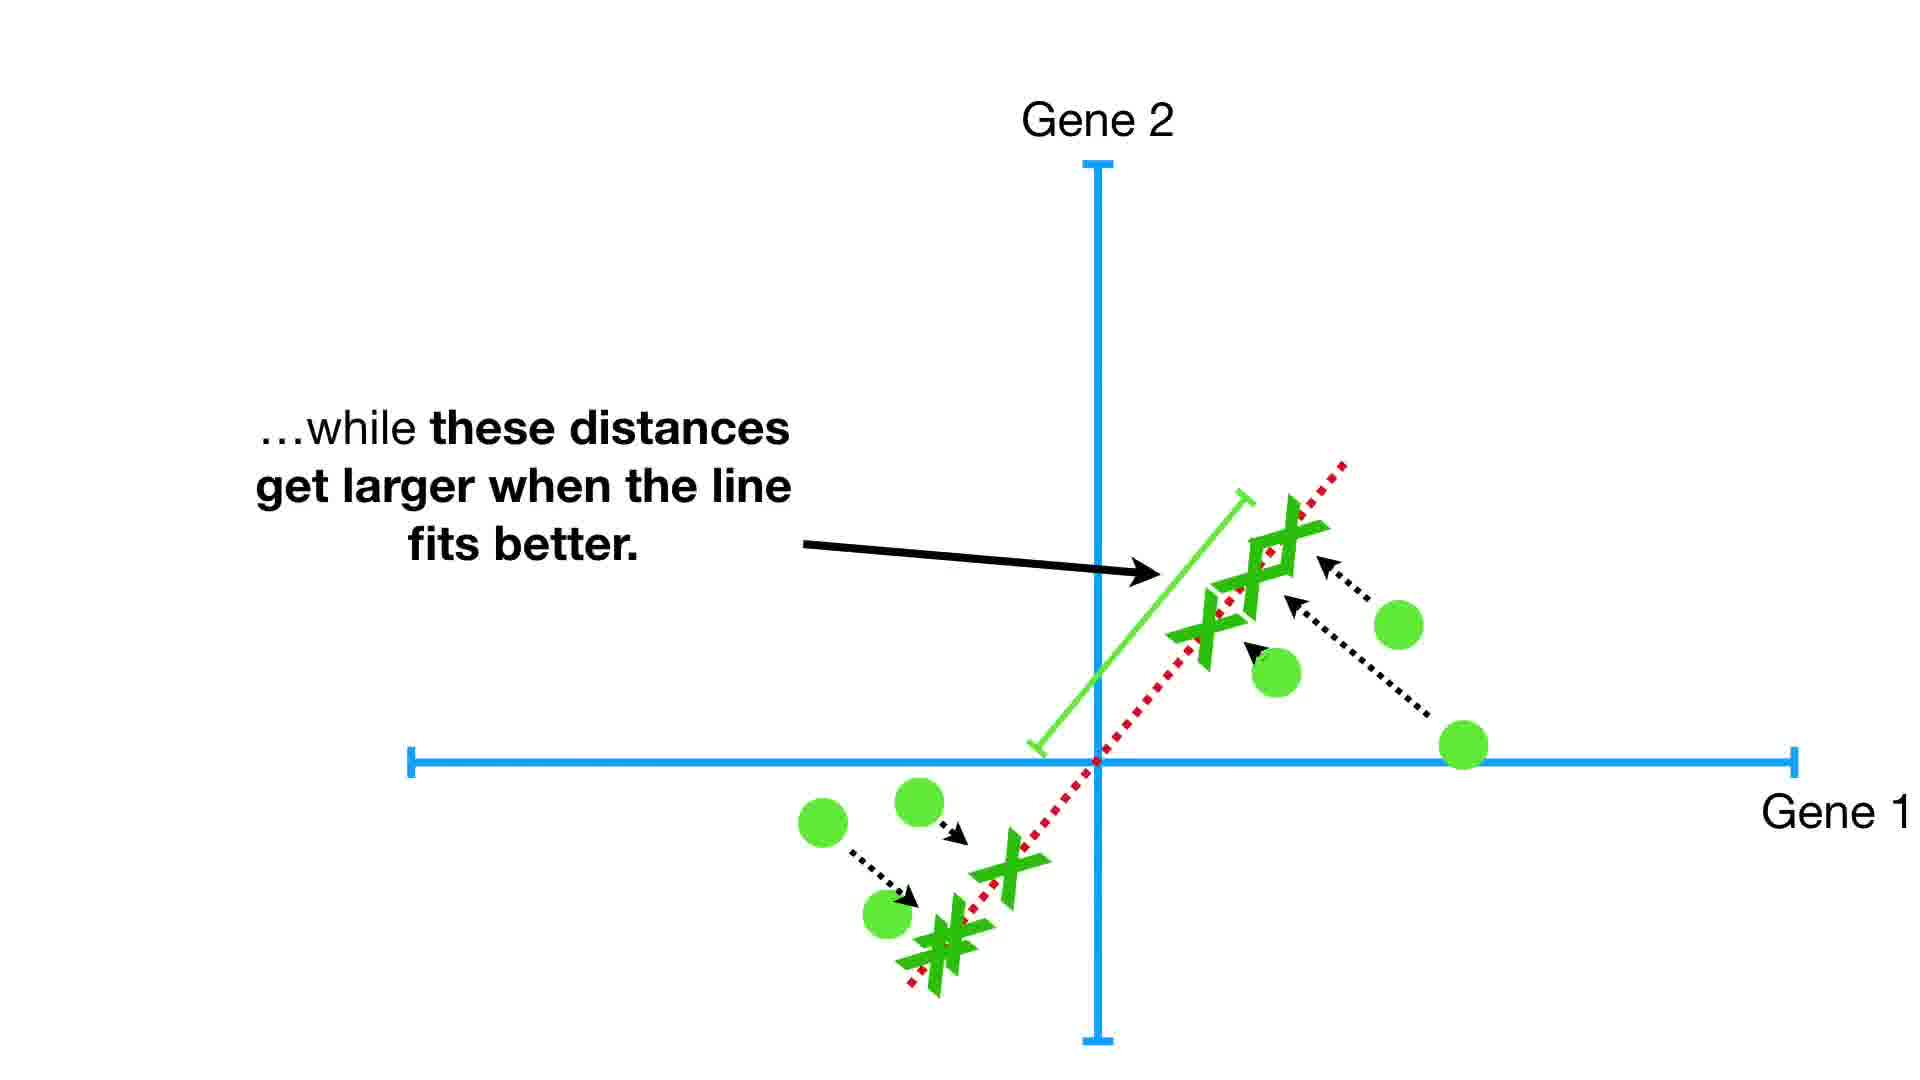 Gene 2
…while these distances
get larger when the line
fits better.
Gene 1